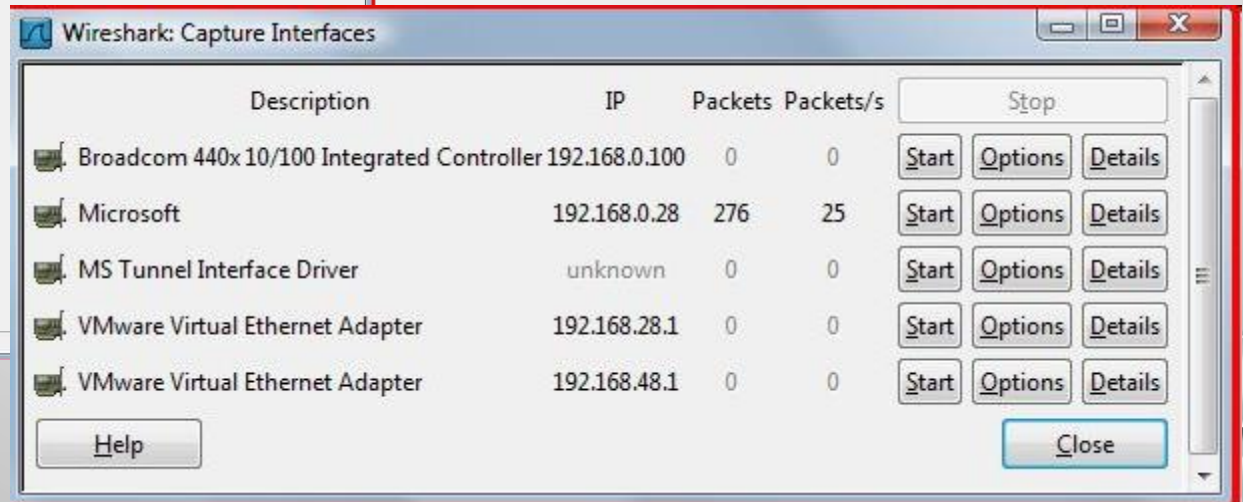 Wireshark: Capture Interfaces
Description IP Packets Packets/s Stop
Broadcom 440x 10/100 Integrated Controller 192.168.0.100 0 0 Start Options Details
Microsoft 192.168.0.28 276 25 Start Options Details
MS Tunnel Interface Driver unknown 0 0 Start Options Details
VMware Virtual Ethernet Adapter 192.168.28.1 0 0 Start Options Details
VMware Virtual Ethernet Adapter 192.168.48.1 0 0 Start Options Details
Help Close